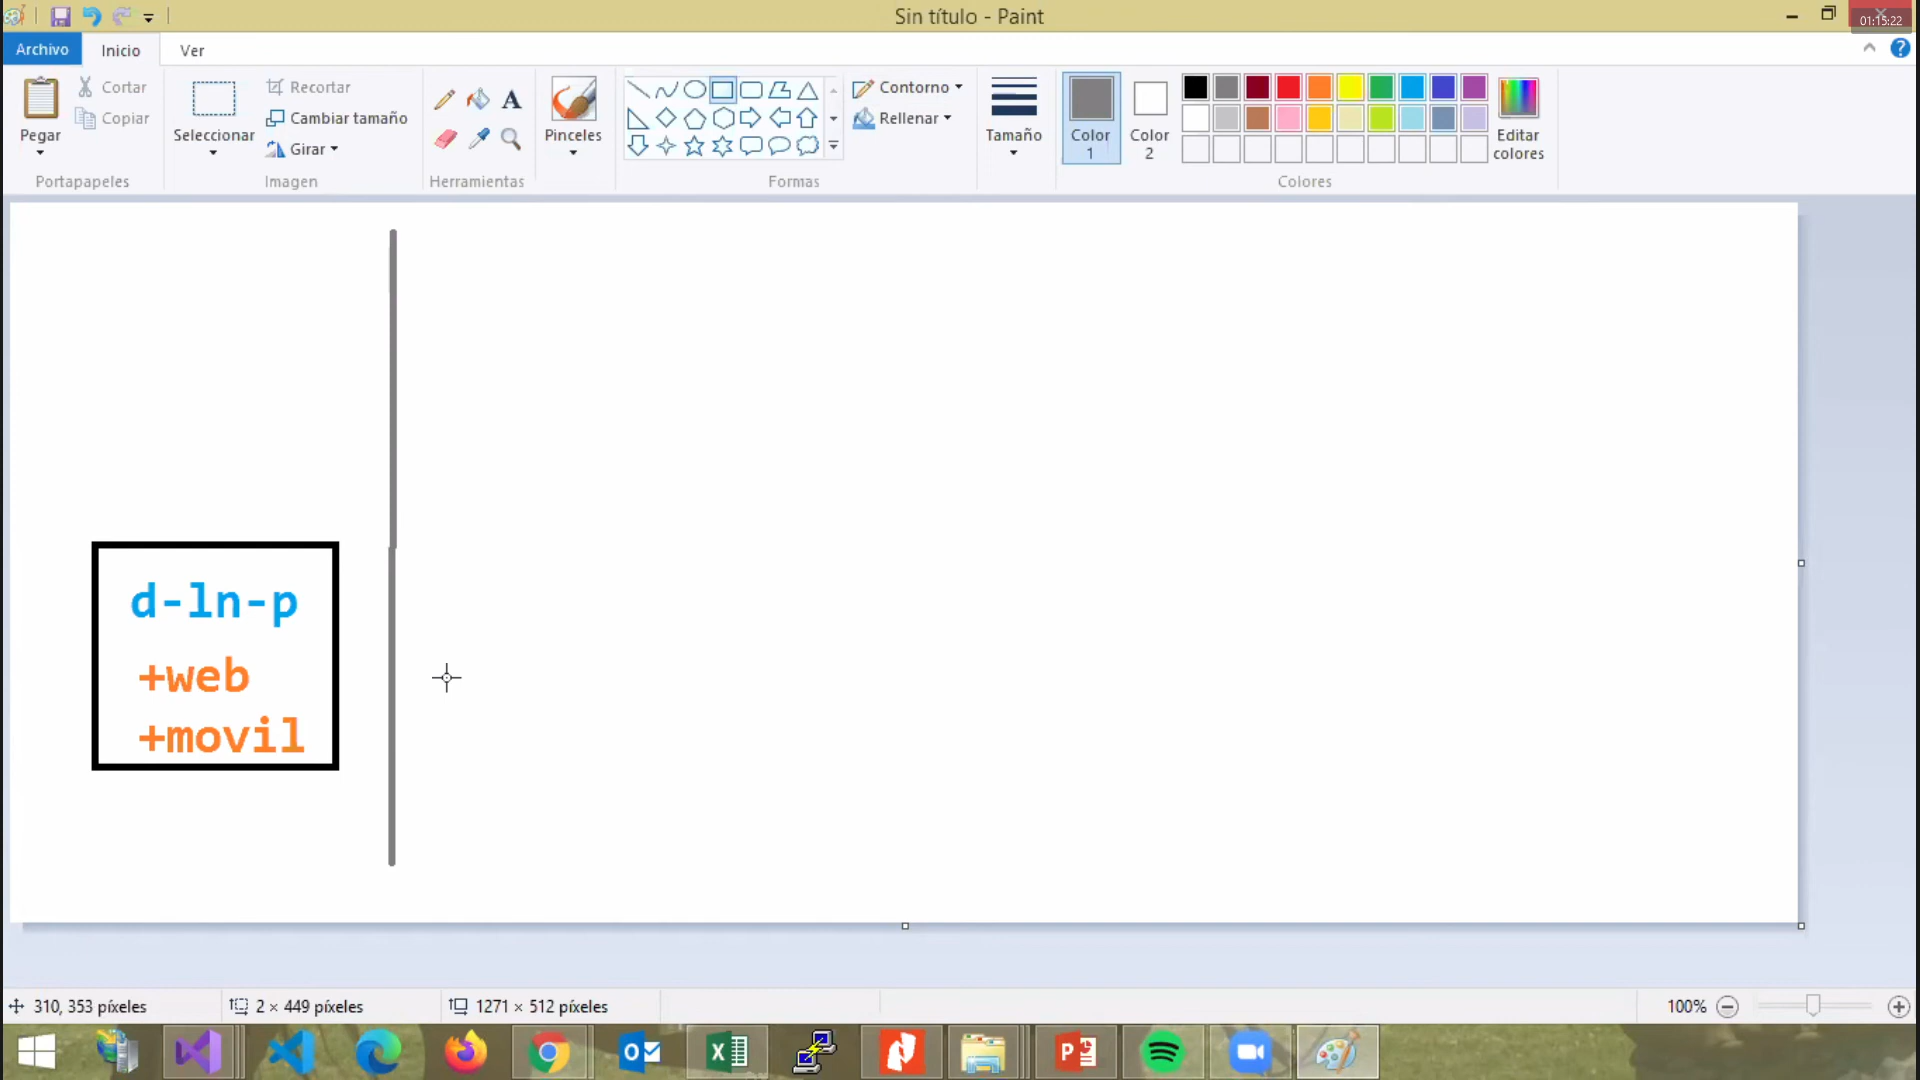 Sin título - Paint
01:15:22
Archivo
Inicio
Ver
Pegar
Cortar
Copiar
Portapapeles
Seleccionar
Recortar
Cambiar tamaño
Girar
Imagen
A
Herramientas
Pinceles
Formas
Contorno
Rellenar
Tamaño
Color
1
Color
2
Editar
colores
Colores
d-ln-p
+web
+movil
310, 353 píxeles
2 × 449 píxeles
1271 × 512 píxeles
100%